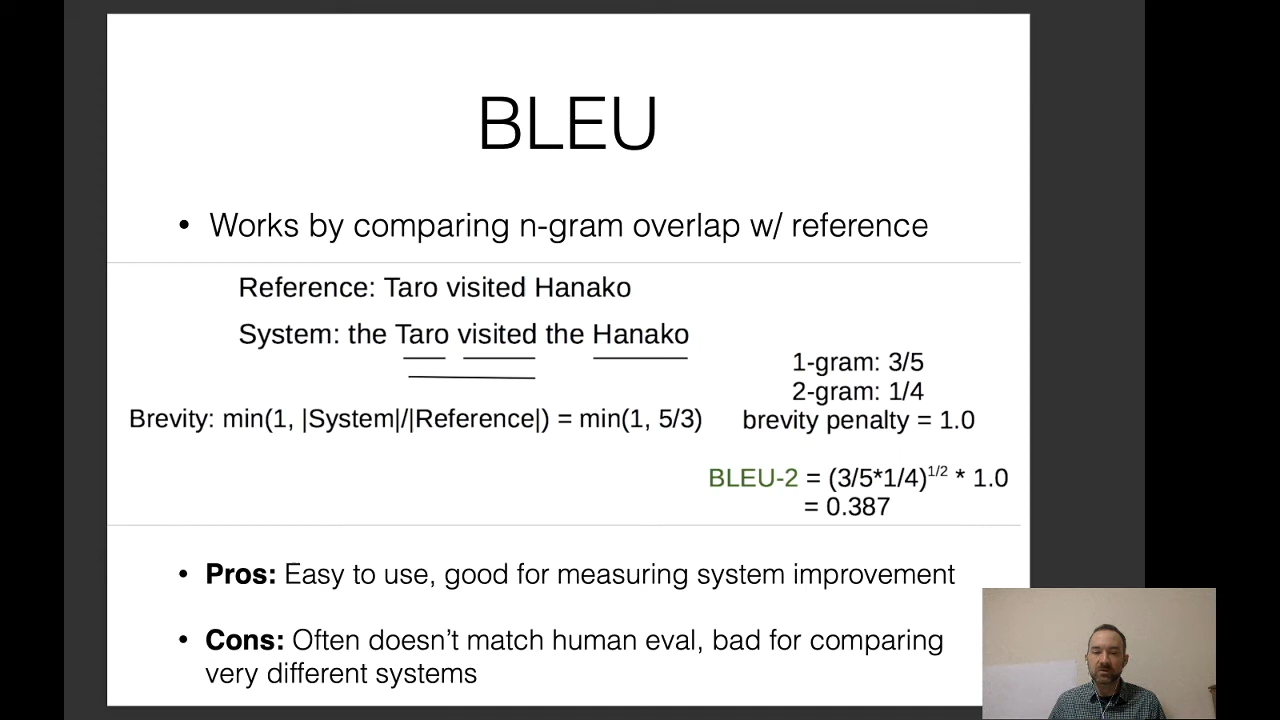 BLEU
• Works by comparing n-gram overlap w/ reference
Reference: Taro visited Hanako
System: the Taro visited the Hanako
1-gram: 3/5
2-gram: 1/4
Brevity: min(1, |System|/|Reference|) = min(1, 5/3)
brevity penalty = 1.0
BLEU-2 = (3/5*1/4)^1/2 * 1.0
= 0.387
• Pros: Easy to use, good for measuring system improvement
• Cons: Often doesn’t match human eval, bad for comparing
very different systems